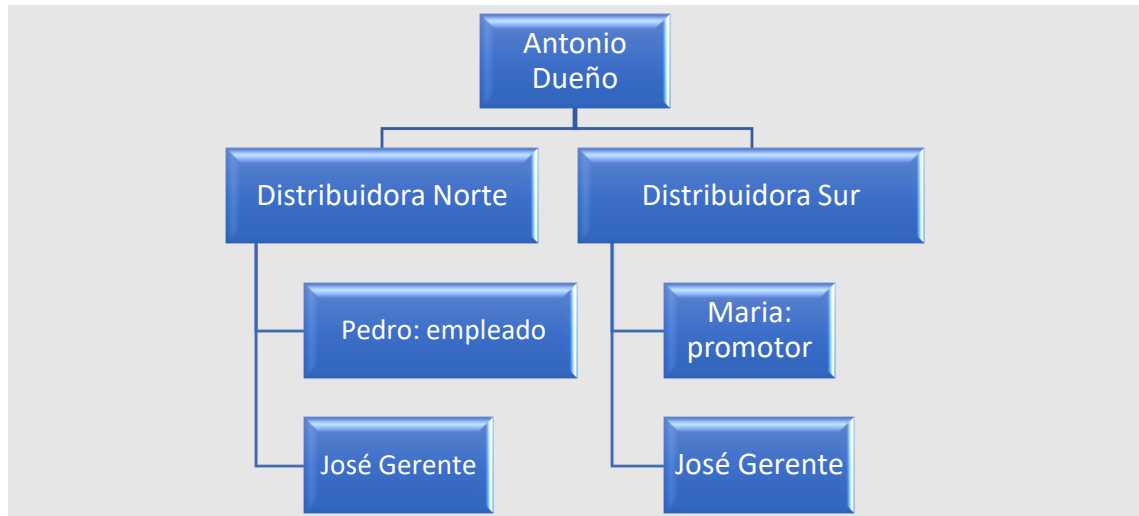 Antonio
Dueño
Distribuidora Norte
Distribuidora Sur
Pedro: empleado
Maria:
promotor
José Gerente
José Gerente